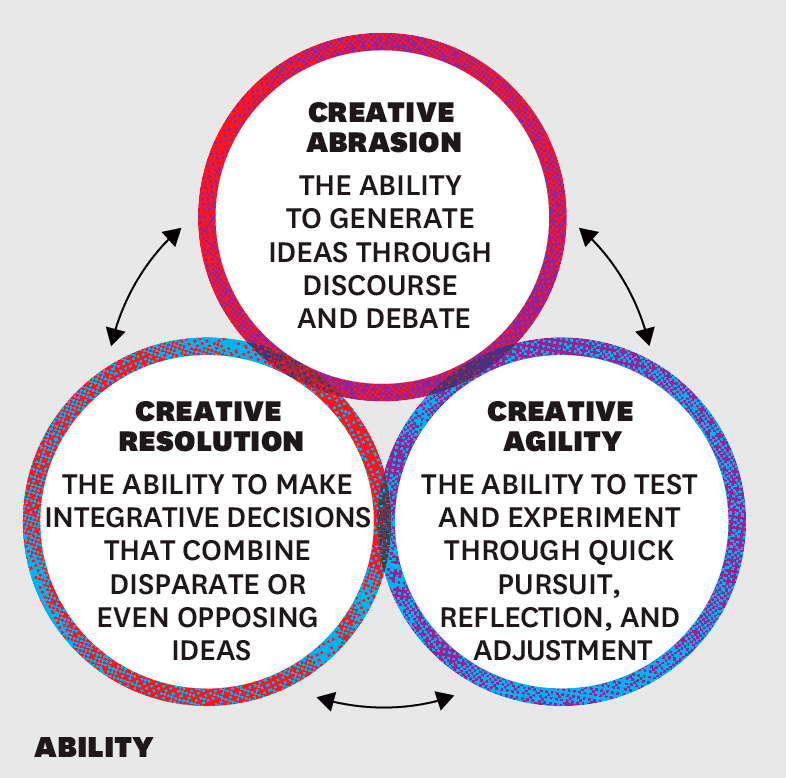 CREATIVE
ABRASION
THE ABILITY
TO GENERATE
IDEAS THROUGH
DISCOURSE
AND DEBATE
CREATIVE
RESOLUTION
THE ABILITY TO MAKE
INTEGRATIVE DECISIONS
THAT COMBINE
DISPARATE OR
EVEN OPPOSING
IDEAS
CREATIVE
AGILITY
THE ABILITY TO TEST
AND EXPERIMENT
THROUGH QUICK
PURSUIT,
REFLECTION, AND
ADJUSTMENT
ABILITY